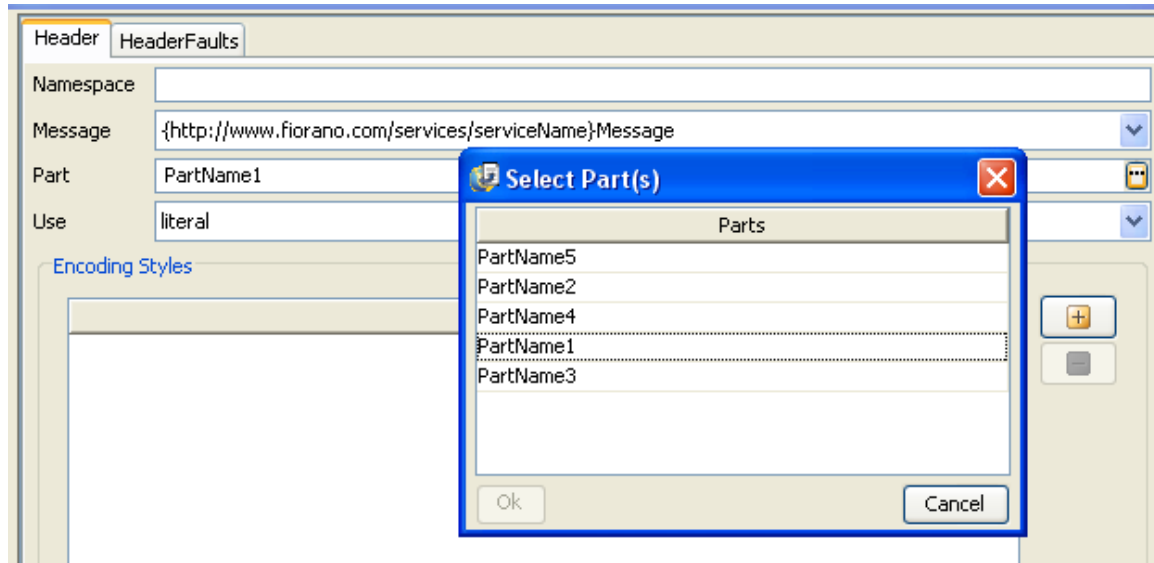 Header HeaderFaults
Namespace
Message {http://www.fiorano.com/services/serviceName}Message
Part PartName1
Use literal
Encoding Styles
Select Part(s)
Parts
PartName5
PartName2
PartName4
PartName1
PartName3
Ok Cancel